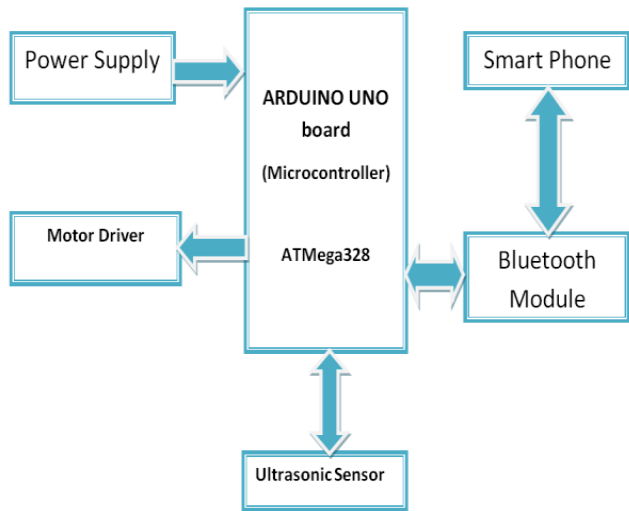 Power Supply
ARDUINO UNO
board
(Microcontroller)
ATMega328
Smart Phone
Motor Driver
Bluetooth
Module
Ultrasonic Sensor